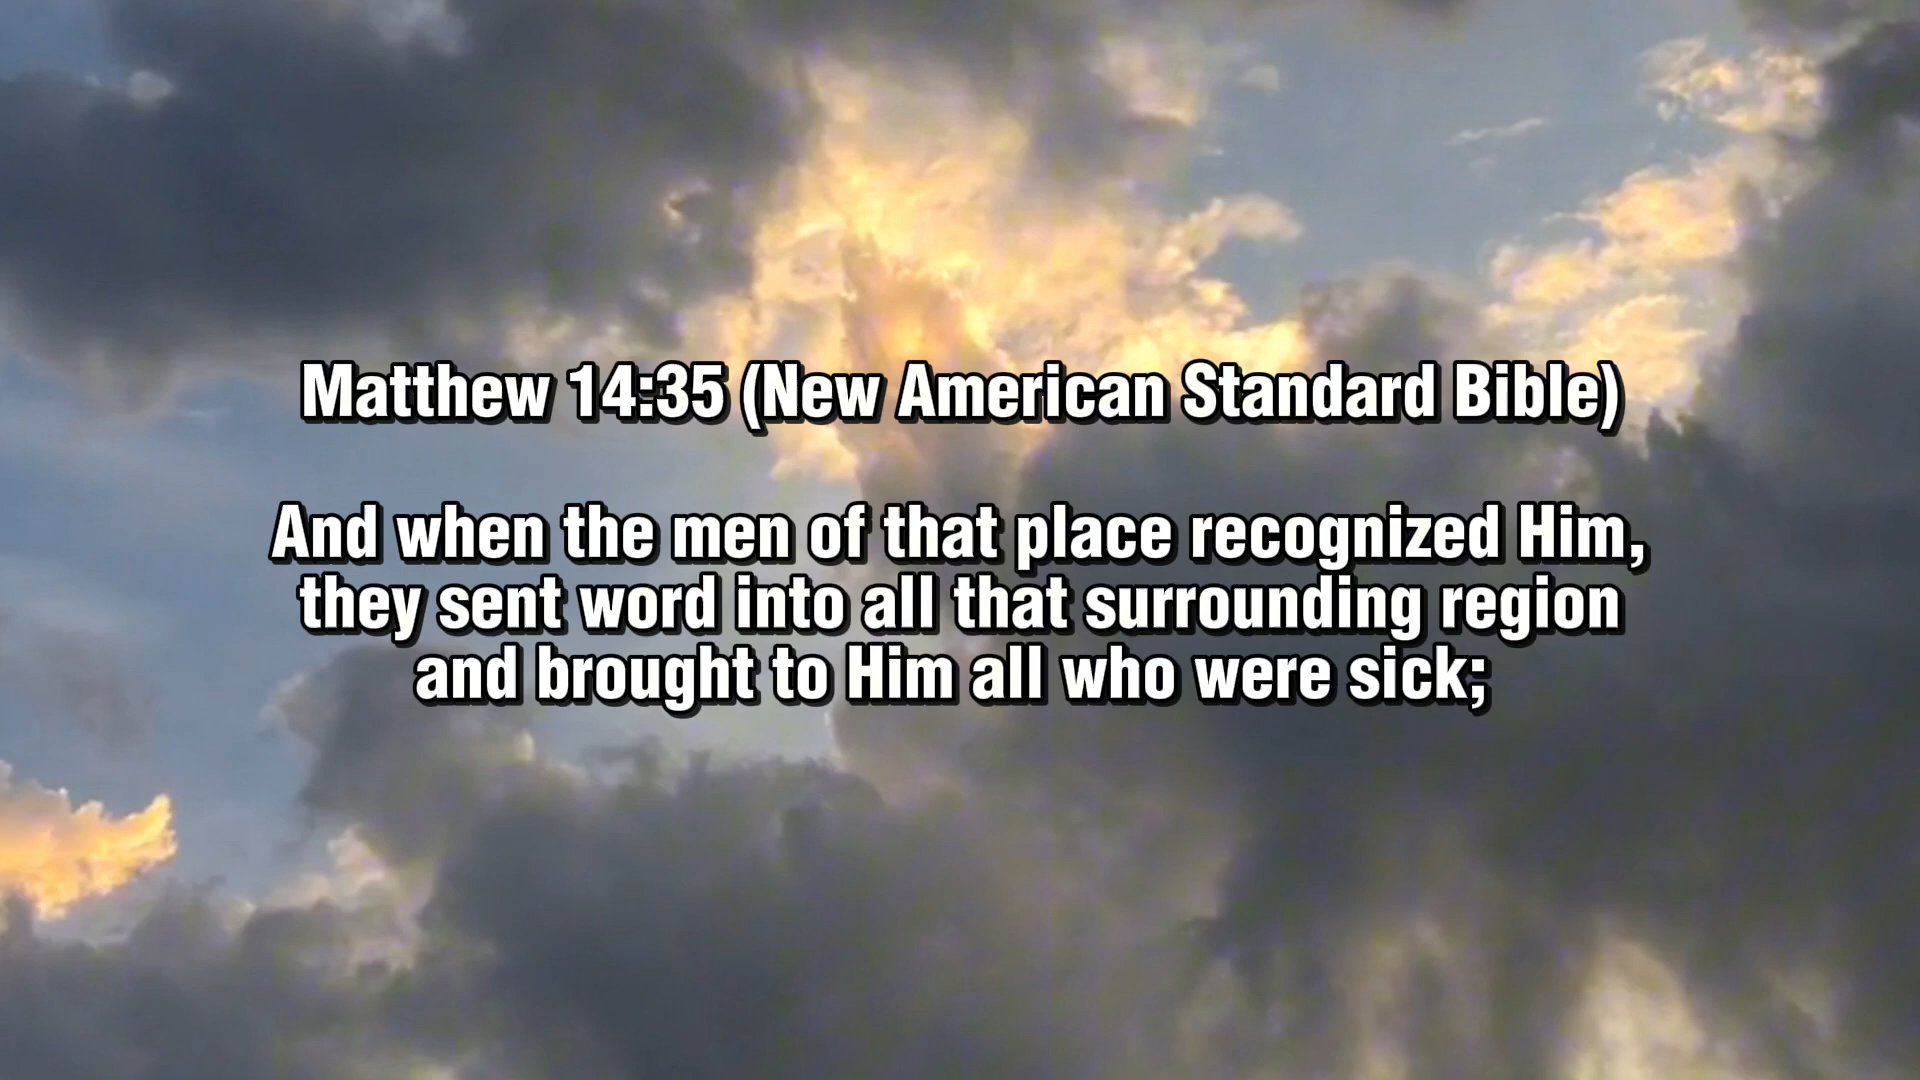 Matthew 14:35 (New American Standard Bible)
And when the men of that place recognized Him,
they sent word into all that surrounding region
and brought to Him all who were sick;